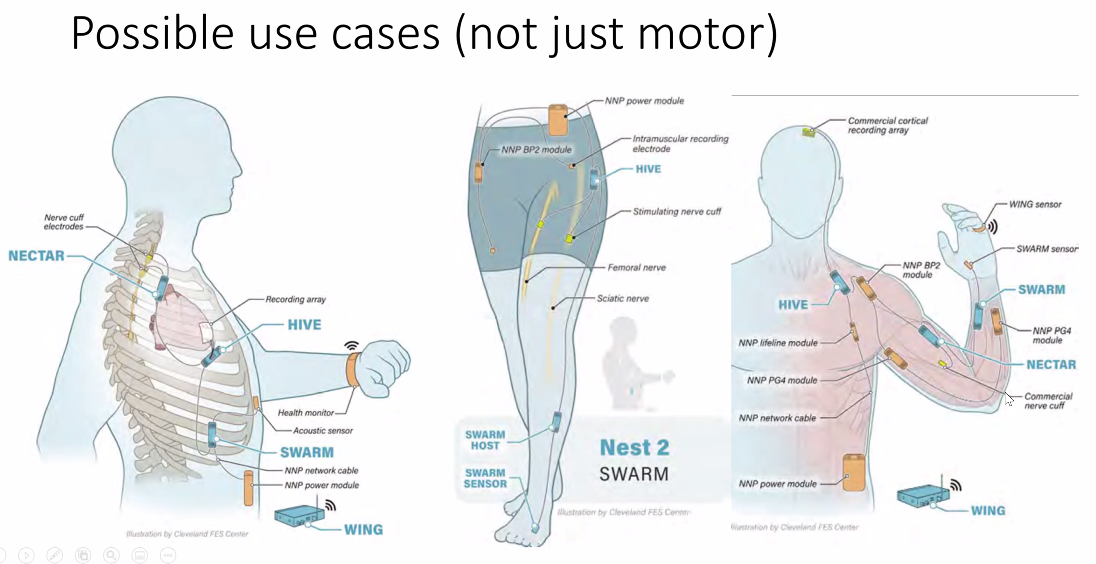 Possible use cases (not just motor)
Nerve cuff
electrodes
NECTAR
Recording array
HIVE
Health monitor
Acoustic sensor
SWARM
NNP network cable
NNP power module
WING
Illustration by Cleveland FES Center
NNP power module
Intramuscular recording
electrode
NNP BP2 module
HIVE
Stimulating nerve cuff
Femoral nerve
Sciatic nerve
SWARM
HOST
SWARM
SENSOR
Nest 2
SWARM
Illustration by Cleveland FES Center
Commercial cortical
recording array
WING sensor
SWARM sensor
NNP BP2
module
HIVE
SWARM
NNP lifeline module
NNP PG4
module
NECTAR
NNP PG4 module
Commercial
nerve cuff
NNP network cable
NNP power module
WING
Illustration by Cleveland FES Center